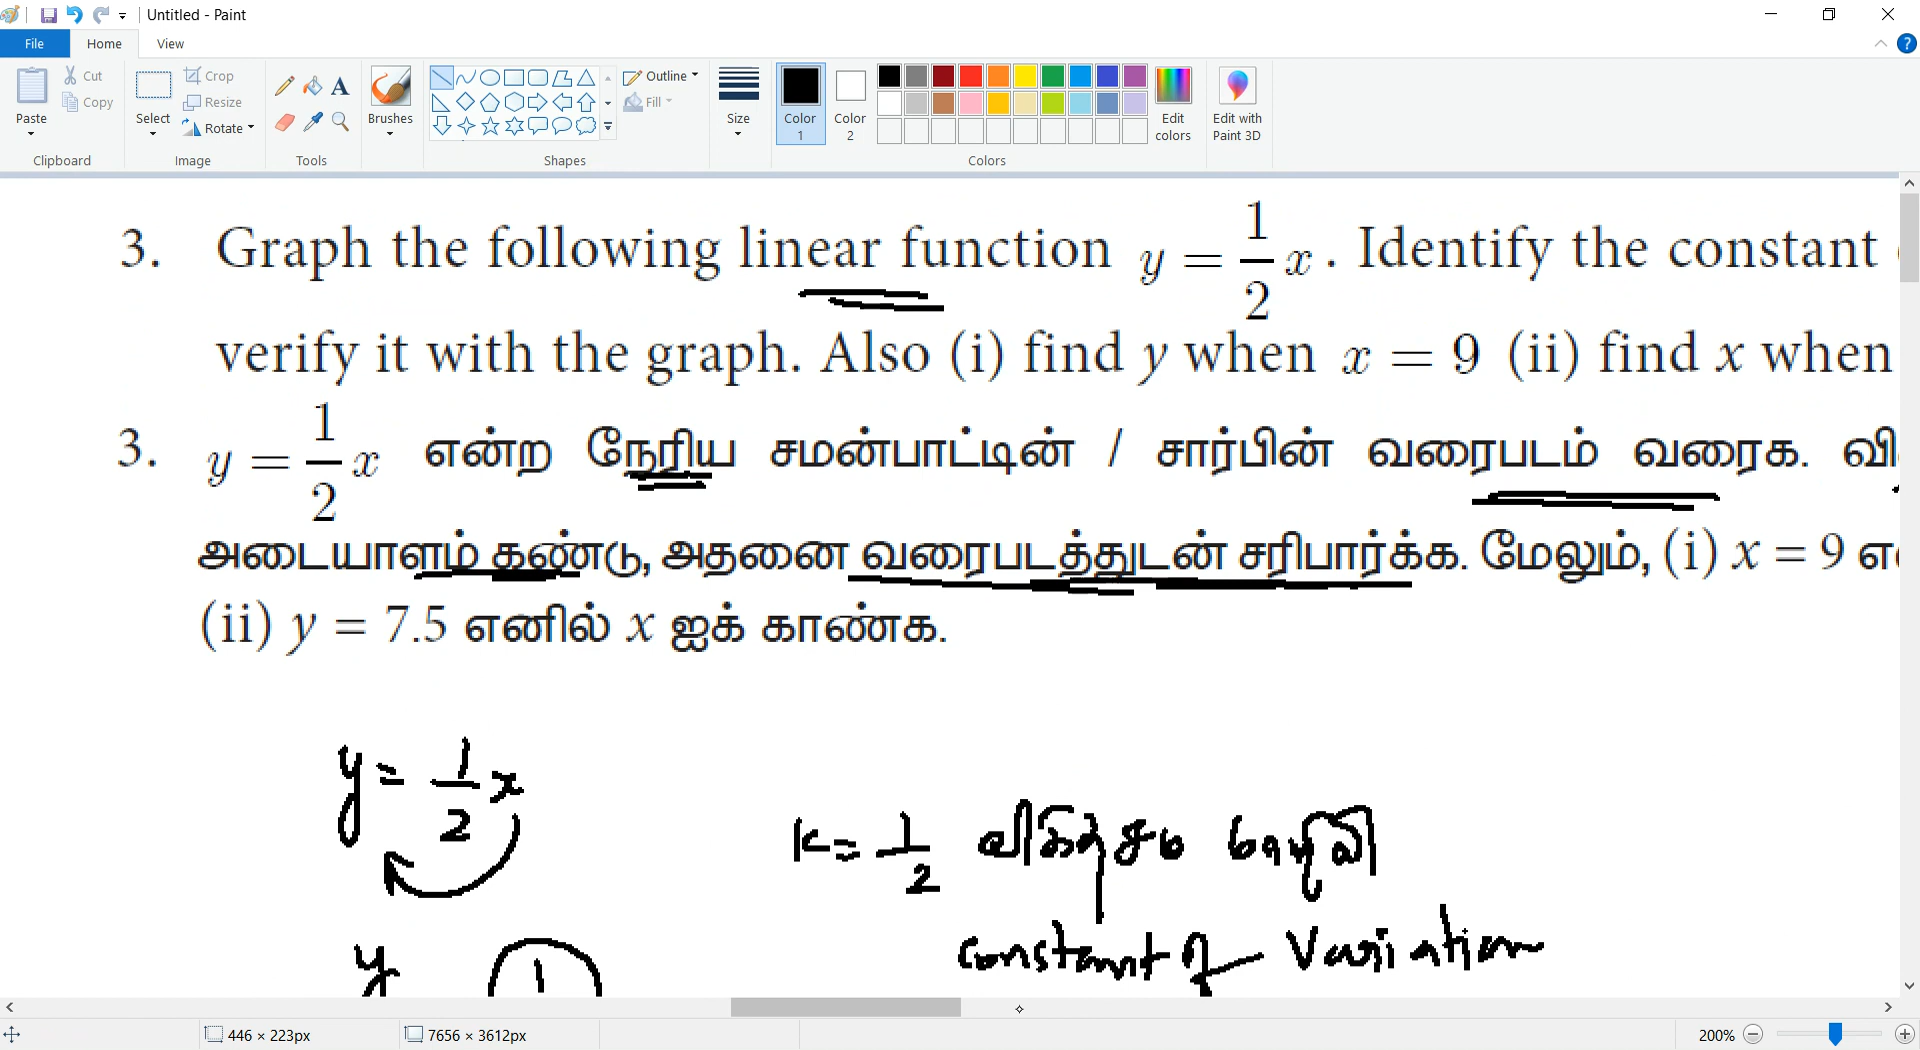 Untitled - Paint
File Home View
Paste Cut Copy Select Crop Resize Rotate Brushes Outline Fill Size Color 1 Color 2 Edit colors Edit with Paint 3D
Clipboard Image Tools Shapes Colors
3. Graph the following linear function y = 1/2 x. Identify the constant
verify it with the graph. Also (i) find y when x = 9 (ii) find x when
3. y = 1/2 x என்ற நேரிய சமன்பாட்டின் / சார்பின் வரைபடம் வரைக. வி
அடையாளம் கண்டு, அதனை வரைபடத்துடன் சரிபார்க்க. மேலும், (i) x = 9 எ
(ii) y = 7.5 எனில் x ஐக் காண்க.
y = 1/2 x
k = 1/2 விகிதசம
constant of variation
y 1
446 × 223px 7656 × 3612px 200%